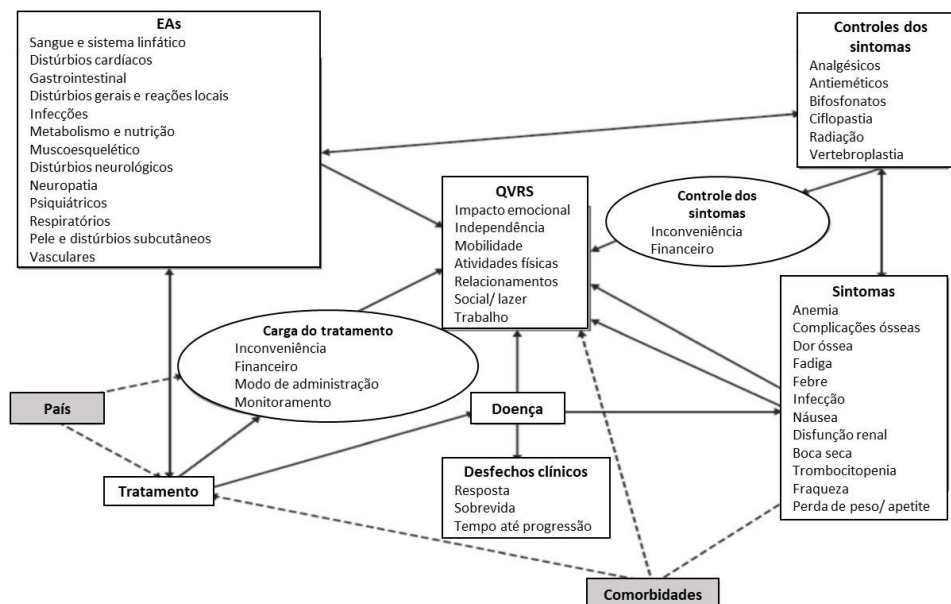 EAs
Sangue e sistema linfático
Distúrbios cardíacos
Gastrointestinal
Distúrbios gerais e reações locais
Infecções
Metabolismo e nutrição
Muscoesquelético
Distúrbios neurológicos
Neuropatia
Psiquiátricos
Respiratórios
Pele e distúrbios subcutâneos
Vasculares
Controles dos
sintomas
Analgésicos
Antieméticos
Bifosfonatos
Ciflopastia
Radiação
Vertebroplastia
QVRS
Impacto emocional
Independência
Mobilidade
Atividades físicas
Relacionamentos
Social/ lazer
Trabalho
Controle dos
sintomas
Inconveniência
Financeiro
Carga do tratamento
Inconveniência
Financeiro
Modo de administração
Monitoramento
Sintomas
Anemia
Complicações ósseas
Dor óssea
Fadiga
Febre
Infecção
Náusea
Disfunção renal
Boca seca
Trombocitopenia
Fraqueza
Perda de peso/ apetite
País
Doença
Tratamento
Desfechos clínicos
Resposta
Sobrevida
Tempo até progressão
Comorbidades